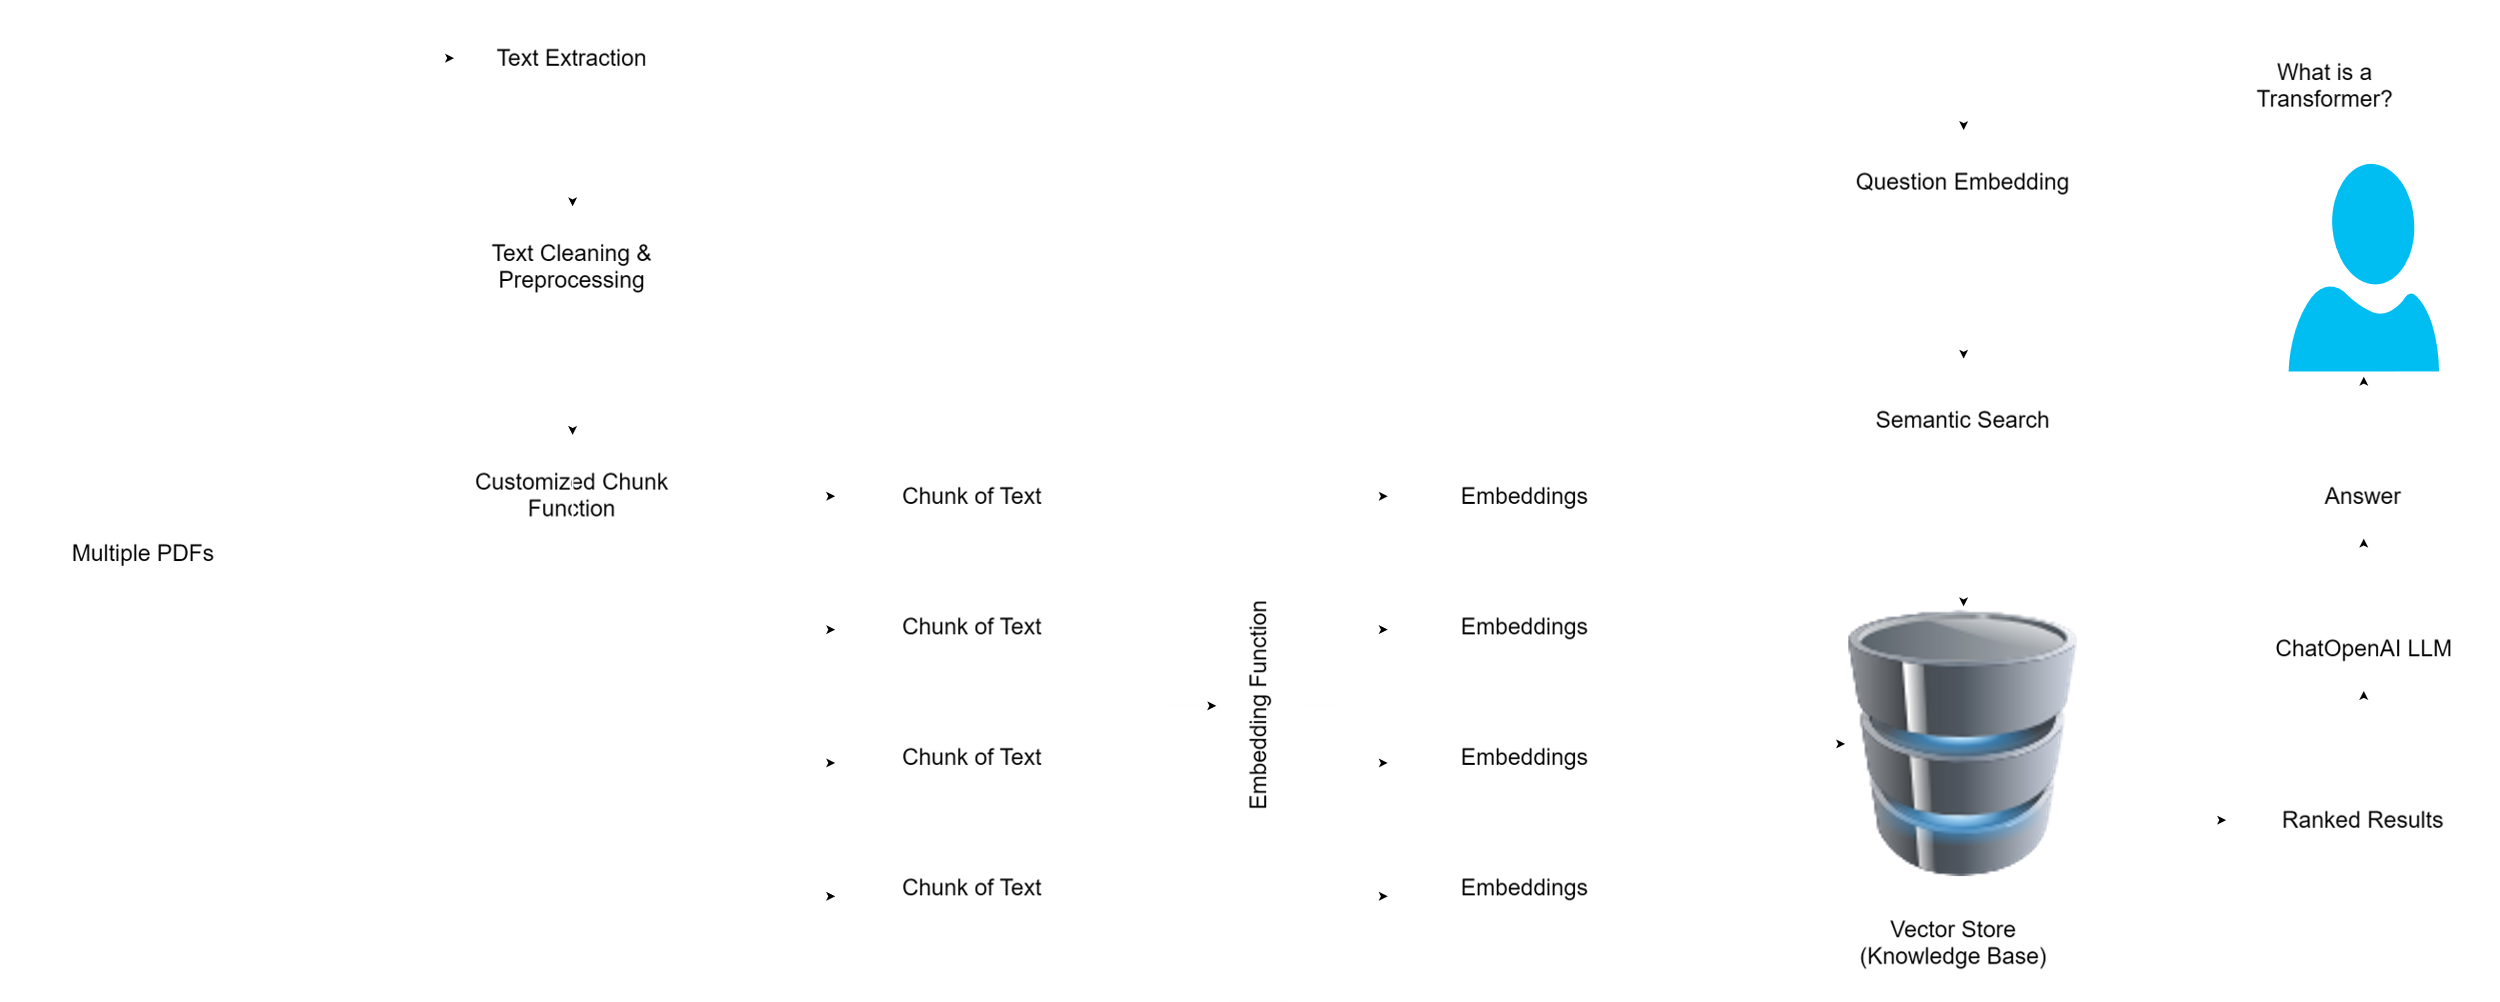 Multiple PDFs
Text Extraction
Text Cleaning &
Preprocessing
Customized Chunk
Function
Chunk of Text
Chunk of Text
Chunk of Text
Chunk of Text
Embedding Function
Embeddings
Embeddings
Embeddings
Embeddings
Question Embedding
Semantic Search
Vector Store
(Knowledge Base)
What is a
Transformer?
Answer
ChatOpenAI LLM
Ranked Results